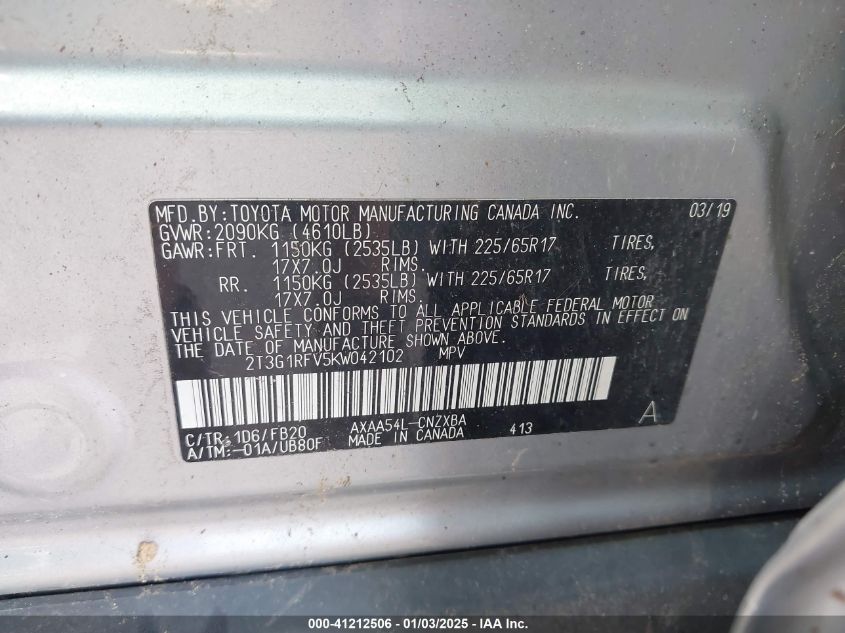 MFD.BY:TOYOTA MOTOR MANUFACTURING CANADA INC. 03/19
GVWR:2090KG (4610LB)
GAWR:FRT. 1150KG (2535LB) WITH 225/65R17 TIRES,
17X7.0J RIMS.
RR. 1150KG (2535LB) WITH 225/65R17 TIRES,
17X7.0J RIMS.
THIS VEHICLE CONFORMS TO ALL APPLICABLE FEDERAL MOTOR
VEHICLE SAFETY AND THEFT PREVENTION STANDARDS IN EFFECT ON
THE DATE OF MANUFACTURE SHOWN ABOVE.
2T3G1RFV5KW042102 MPV
C/TR:1D6/FB20 AXAA54L-CNZXBA 413 A
A/TM:-01A/UB80F MADE IN CANADA
000-41212506 - 01/03/2025 - IAA Inc.